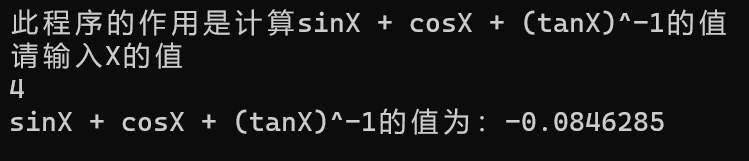 此程序的作用是计算sinX + cosX + (tanX)^-1的值
请输入X的值
4
sinX + cosX + (tanX)^-1的值为：-0.0846285